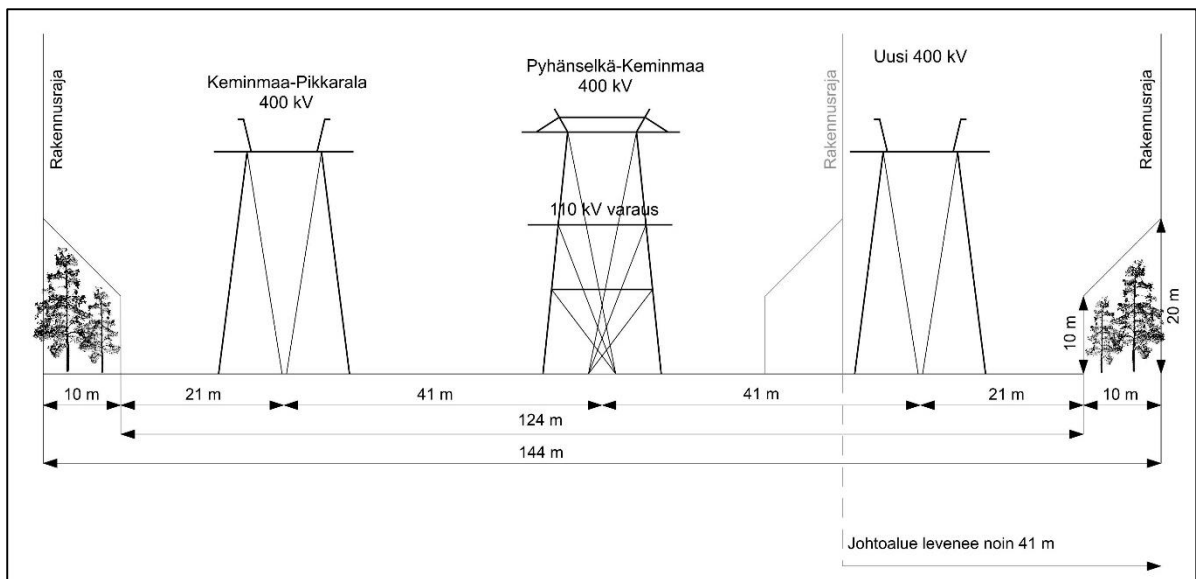 Rakennusraja
Keminmaa-Pikkarala
400 kV
Pyhänselkä-Keminmaa
400 kV
110 kV varaus
Rakennusraja
Uusi 400 kV
Rakennusraja
10 m
20 m
10 m
21 m
41 m
41 m
21 m
10 m
124 m
144 m
Johtoalue levenee noin 41 m